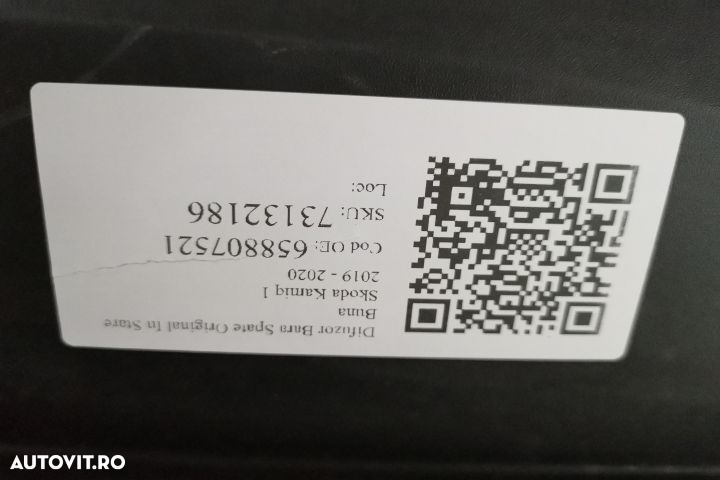 Difuzor Bara Spate Original In Stare
Buna
Skoda Kamiq 1
2019 - 2020
Cod OE: 658807521
SKU: 73132186
Loc:
AUTOVIT.RO